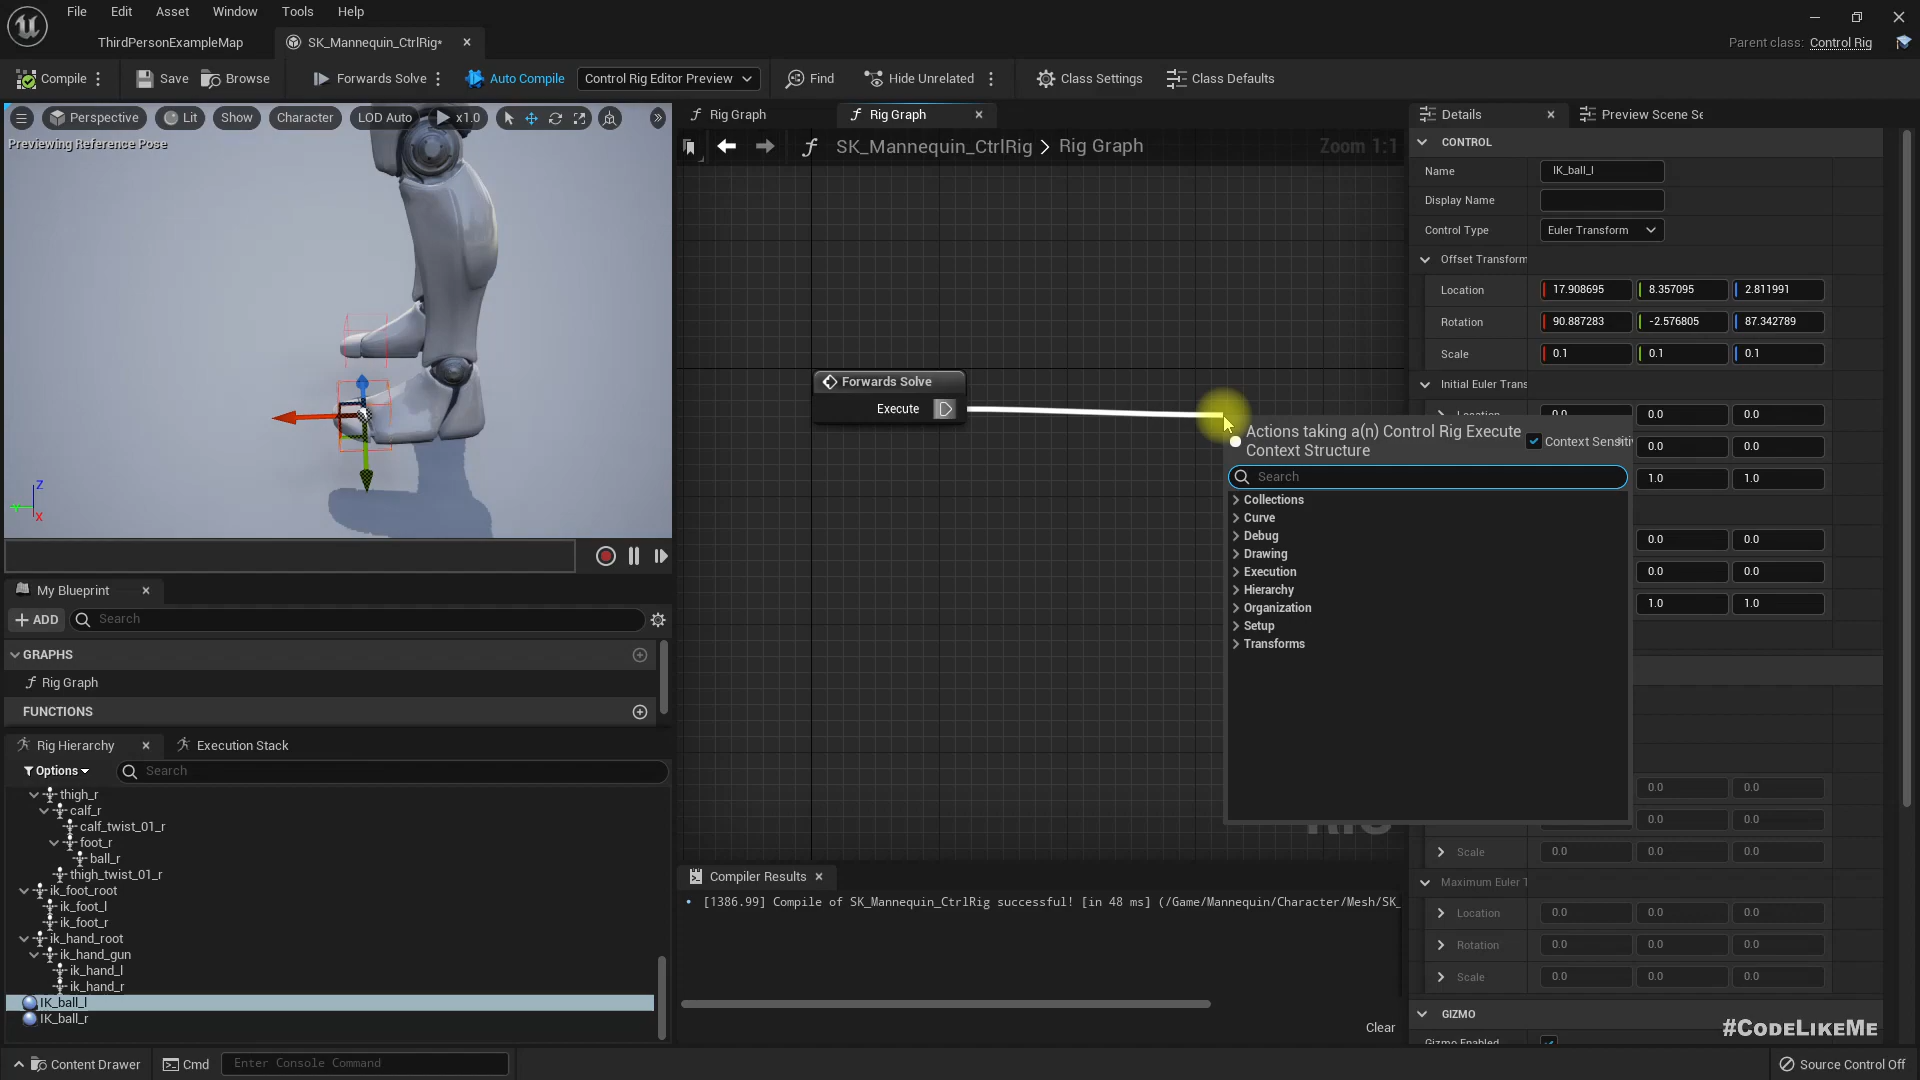 File Edit Asset Window Tools Help
ThirdPersonExampleMap
SK_Mannequin_CtrlRig*
Parent class: Control Rig
Compile
Save
Browse
Forwards Solve
Auto Compile
Control Rig Editor Preview
Find
Hide Unrelated
Class Settings
Class Defaults
Perspective
Lit
Show
Character
LOD Auto
x1.0
Previewing Reference Pose
Z
Y
X
Rig Graph
Rig Graph
SK_Mannequin_CtrlRig > Rig Graph
Zoom 1:1
Forwards Solve
Execute
Actions taking a(n) Control Rig Execute
Context Structure
Context Sensiti
Search
Collections
Curve
Debug
Drawing
Execution
Hierarchy
Organization
Setup
Transforms
My Blueprint
ADD
Search
GRAPHS
Rig Graph
FUNCTIONS
Rig Hierarchy
Execution Stack
Options
Search
thigh_r
calf_r
calf_twist_01_r
foot_r
ball_r
thigh_twist_01_r
ik_foot_root
ik_foot_l
ik_foot_r
ik_hand_root
ik_hand_gun
ik_hand_l
ik_hand_r
IK_ball_l
IK_ball_r
Compiler Results
[1386.99] Compile of SK_Mannequin_CtrlRig successful! [in 48 ms] (/Game/Mannequin/Character/Mesh/SK_
Clear
Details
Preview Scene Se
CONTROL
Name IK_ball_l
Display Name
Control Type Euler Transform
Offset Transform
Location 17.908695 8.357095 2.811991
Rotation 90.887283 -2.576805 87.342789
Scale 0.1 0.1 0.1
Initial Euler Trans
Location 0.0 0.0 0.0
0.0 0.0
1.0 1.0
0.0 0.0
0.0 0.0
1.0 1.0
0.0 0.0
0.0 0.0
Scale 0.0 0.0 0.0
Maximum Euler T
Location 0.0 0.0 0.0
Rotation 0.0 0.0 0.0
Scale 0.0 0.0 0.0
GIZMO
Gizmo Enabled
#CodeLikeMe
Content Drawer
Cmd
Enter Console Command
Source Control Off